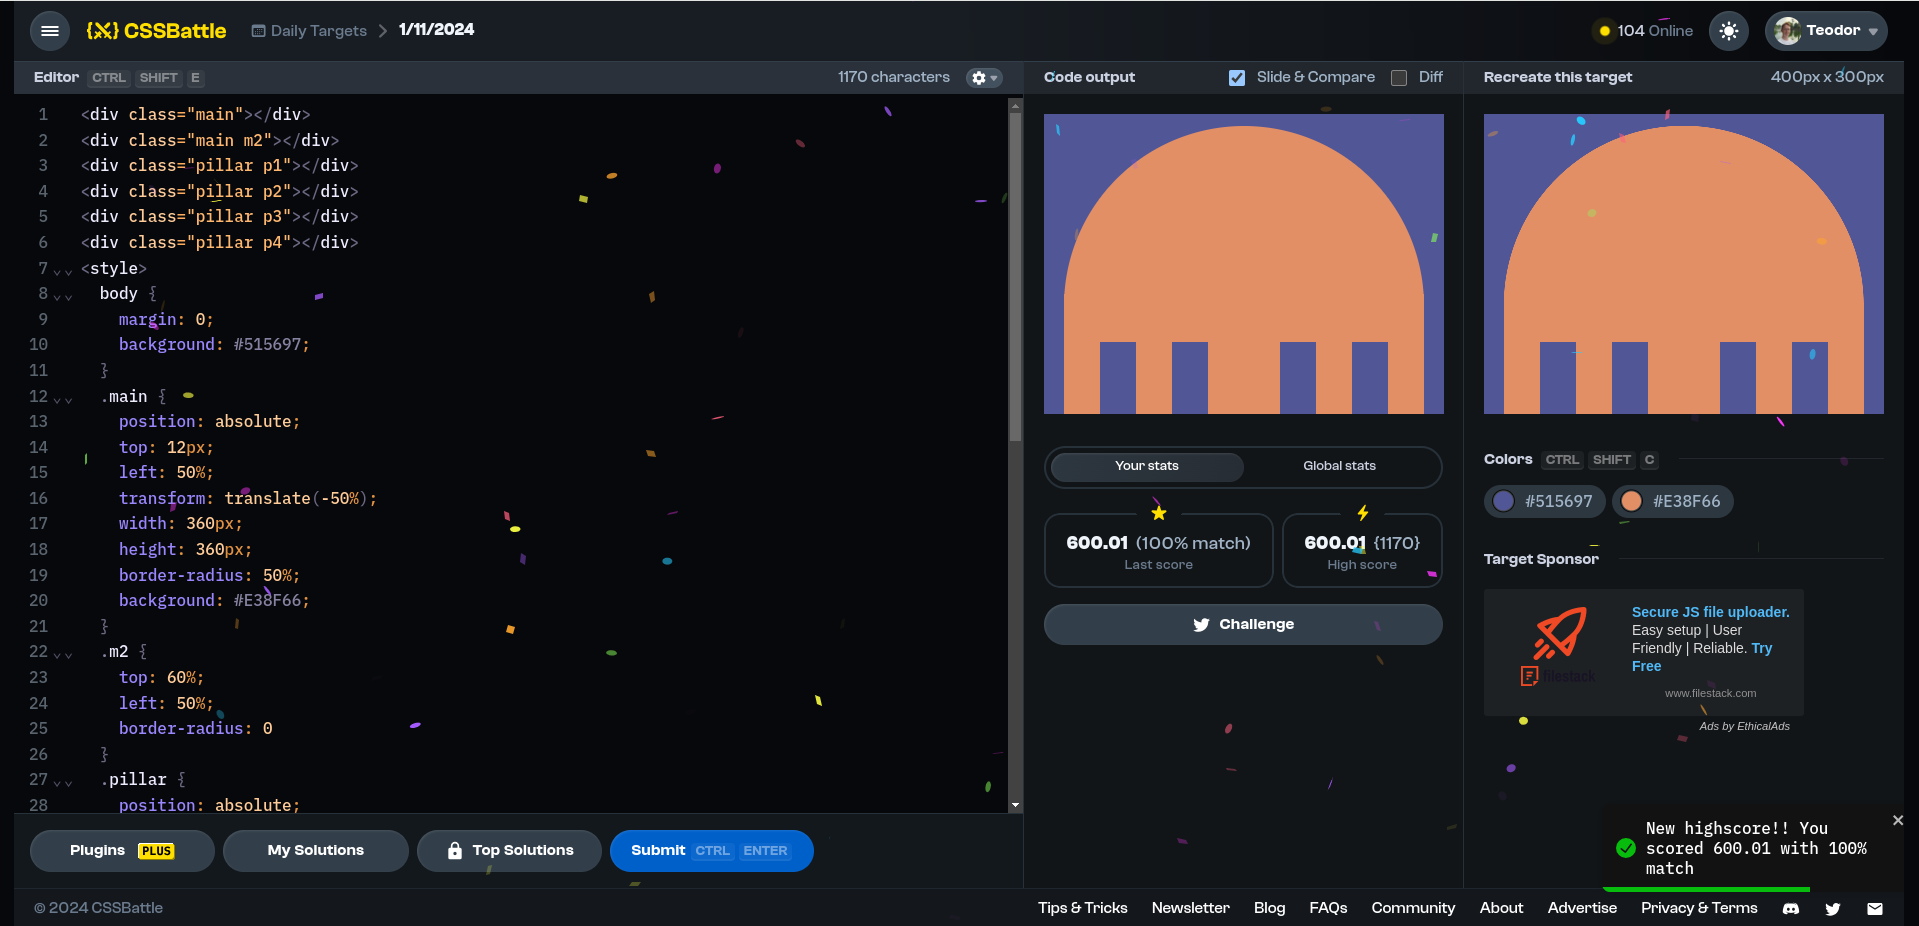 CSSBattle
Daily Targets
1/11/2024
104 Online
Teodor
Editor CTRL SHIFT E
1170 characters
1 <div class="main"></div>
2 <div class="main m2"></div>
3 <div class="pillar p1"></div>
4 <div class="pillar p2"></div>
5 <div class="pillar p3"></div>
6 <div class="pillar p4"></div>
7 <style>
8 body {
9 margin: 0;
10 background: #515697;
11 }
12 .main {
13 position: absolute;
14 top: 12px;
15 left: 50%;
16 transform: translate(-50%);
17 width: 360px;
18 height: 360px;
19 border-radius: 50%;
20 background: #E38F66;
21 }
22 .m2 {
23 top: 60%;
24 left: 50%;
25 border-radius: 0
26 }
27 .pillar {
28 position: absolute;
Plugins PLUS
My Solutions
Top Solutions
Submit CTRL ENTER
Code output
Slide & Compare
Diff
Your stats
Global stats
600.01 (100% match)
Last score
600.01 {1170}
High score
Challenge
Recreate this target
400px x 300px
Colors CTRL SHIFT C
#515697
#E38F66
Target Sponsor
filestack
Secure JS file uploader.
Easy setup | User
Friendly | Reliable. Try
Free
www.filestack.com
Ads by EthicalAds
New highscore!! You
scored 600.01 with 100%
match
© 2024 CSSBattle
Tips & Tricks
Newsletter
Blog
FAQs
Community
About
Advertise
Privacy & Terms